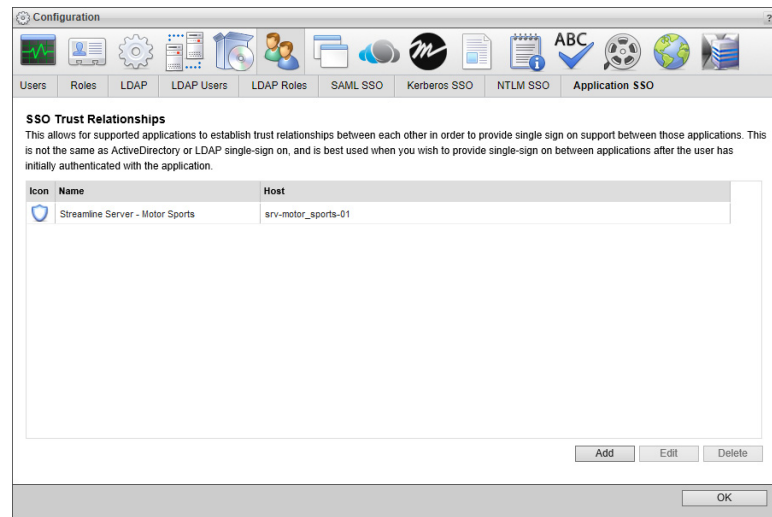 Configuration
?
ABC
Users Roles LDAP LDAP Users LDAP Roles SAML SSO Kerberos SSO NTLM SSO Application SSO
SSO Trust Relationships
This allows for supported applications to establish trust relationships between each other in order to provide single sign on support between those applications. This
is not the same as ActiveDirectory or LDAP single-sign on, and is best used when you wish to provide single-sign on between applications after the user has
initially authenticated with the application.
Icon Name Host
Streamline Server - Motor Sports srv-motor_sports-01
Add Edit Delete
OK